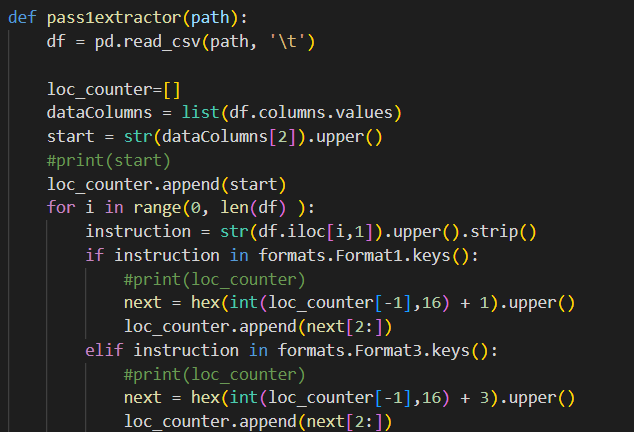 def pass1extractor(path):
    df = pd.read_csv(path, '\t')

    loc_counter=[]
    dataColumns = list(df.columns.values)
    start = str(dataColumns[2]).upper()
    #print(start)
    loc_counter.append(start)
    for i in range(0, len(df) ):
        instruction = str(df.iloc[i,1]).upper().strip()
        if instruction in formats.Format1.keys():
            #print(loc_counter)
            next = hex(int(loc_counter[-1],16) + 1).upper()
            loc_counter.append(next[2:])
        elif instruction in formats.Format3.keys():
            #print(loc_counter)
            next = hex(int(loc_counter[-1],16) + 3).upper()
            loc_counter.append(next[2:])